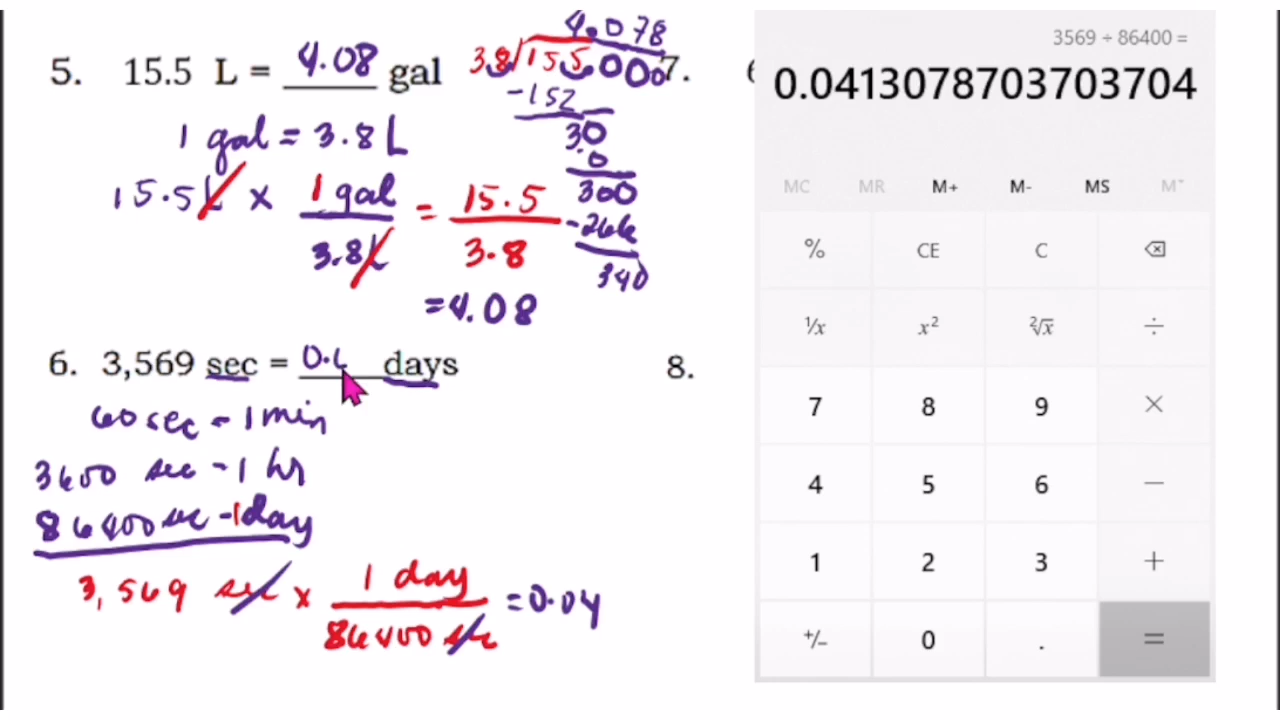 5. 15.5 L = 4.08 gal
1 gal = 3.8 L
15.5 L × 1 gal / 3.8 L = 15.5 / 3.8
= 4.08
4.078
3.8 15.5 000
-152
30
0
300
-266
340
6. 3,569 sec = 0.0 days
60 sec - 1 min
3600 sec - 1 hr
86400 sec - 1 day
3,569 sec × 1 day / 86400 sec = 0.04
7. 6
8.
3569 ÷ 86400 =
0.0413078703703704
MC MR M+ M- MS M˅
% CE C ⌫
¹/x x² ²√x ÷
7 8 9 ×
4 5 6 −
1 2 3 +
+/− 0 . =